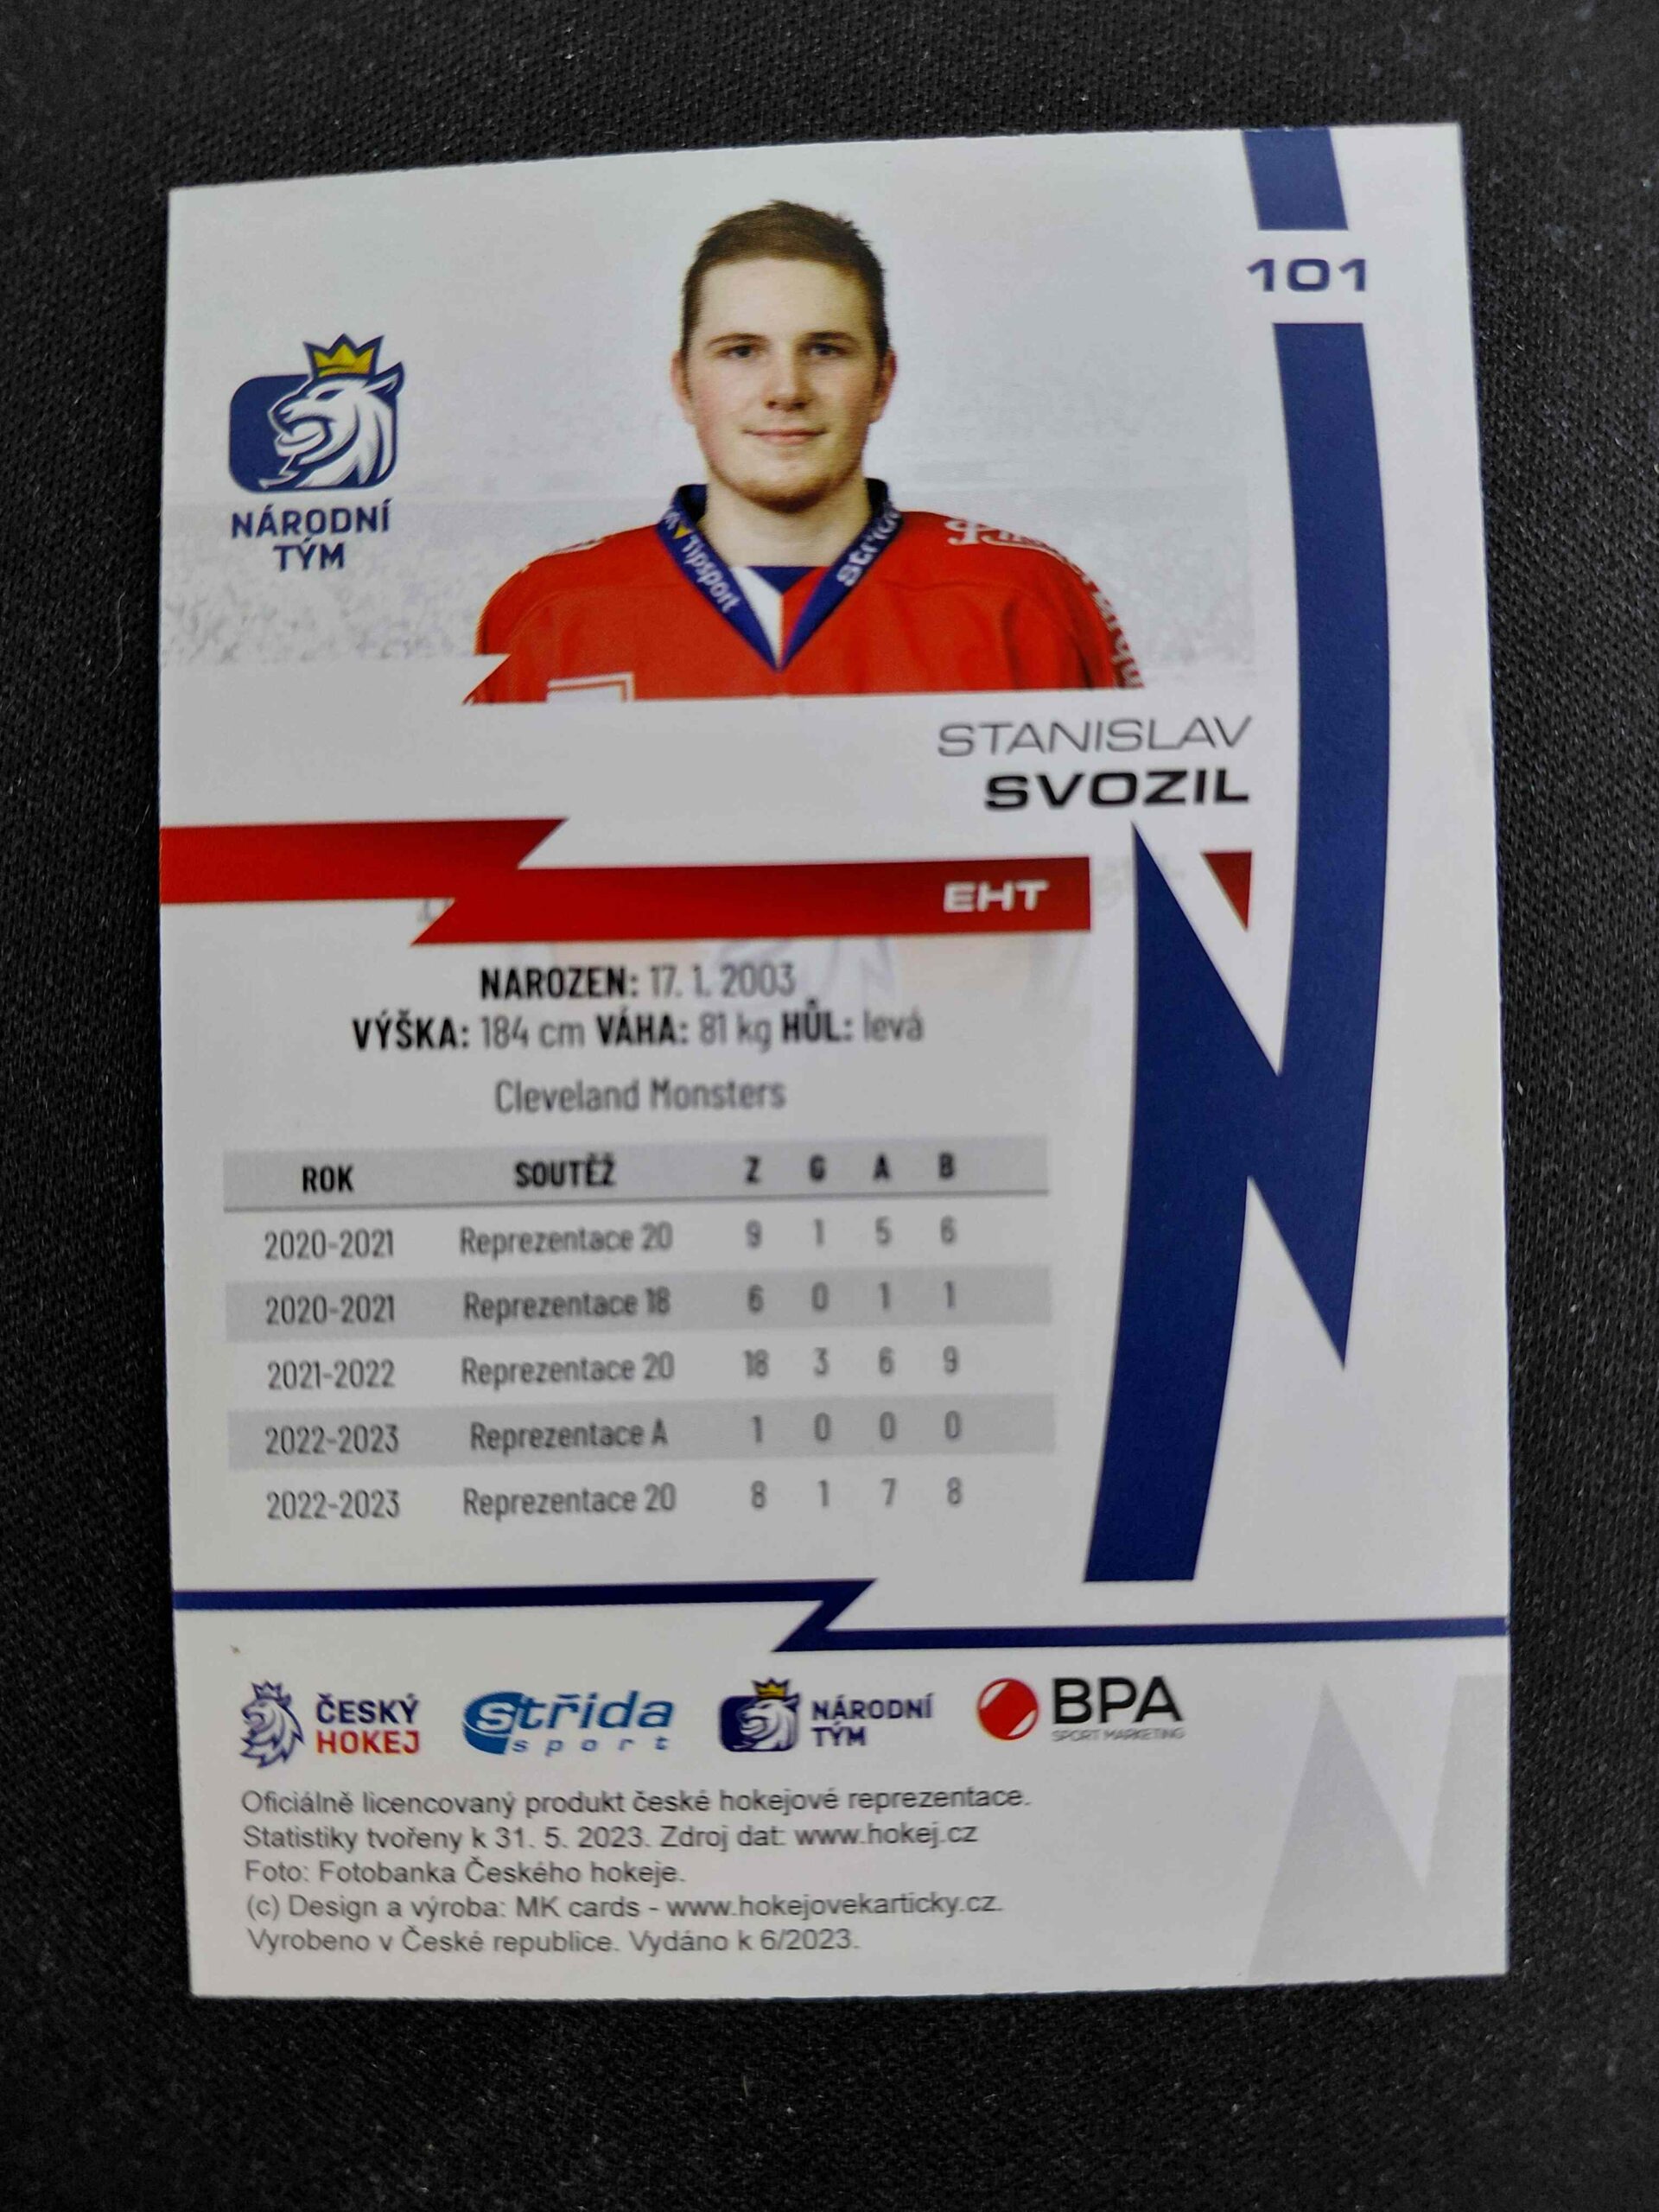 101
NÁRODNÍ
TÝM
Tipsport
STANISLAV
SVOZIL
EHT
NAROZEN: 17. 1. 2003
VÝŠKA: 184 cm VÁHA: 81 kg HŮL: levá
Cleveland Monsters
ROK SOUTĚŽ Z G A B
2020-2021 Reprezentace 20 9 1 5 6
2020-2021 Reprezentace 18 6 0 1 1
2021-2022 Reprezentace 20 18 3 6 9
2022-2023 Reprezentace A 1 0 0 0
2022-2023 Reprezentace 20 8 1 7 8
ČESKÝ
HOKEJ
střida
sport
NÁRODNÍ
TÝM
BPA
SPORT MARKETING
Oficiálně licencovaný produkt české hokejové reprezentace.
Statistiky tvořeny k 31. 5. 2023. Zdroj dat: www.hokej.cz
Foto: Fotobanka Českého hokeje.
(c) Design a výroba: MK cards - www.hokejovekarticky.cz.
Vyrobeno v České republice. Vydáno k 6/2023.